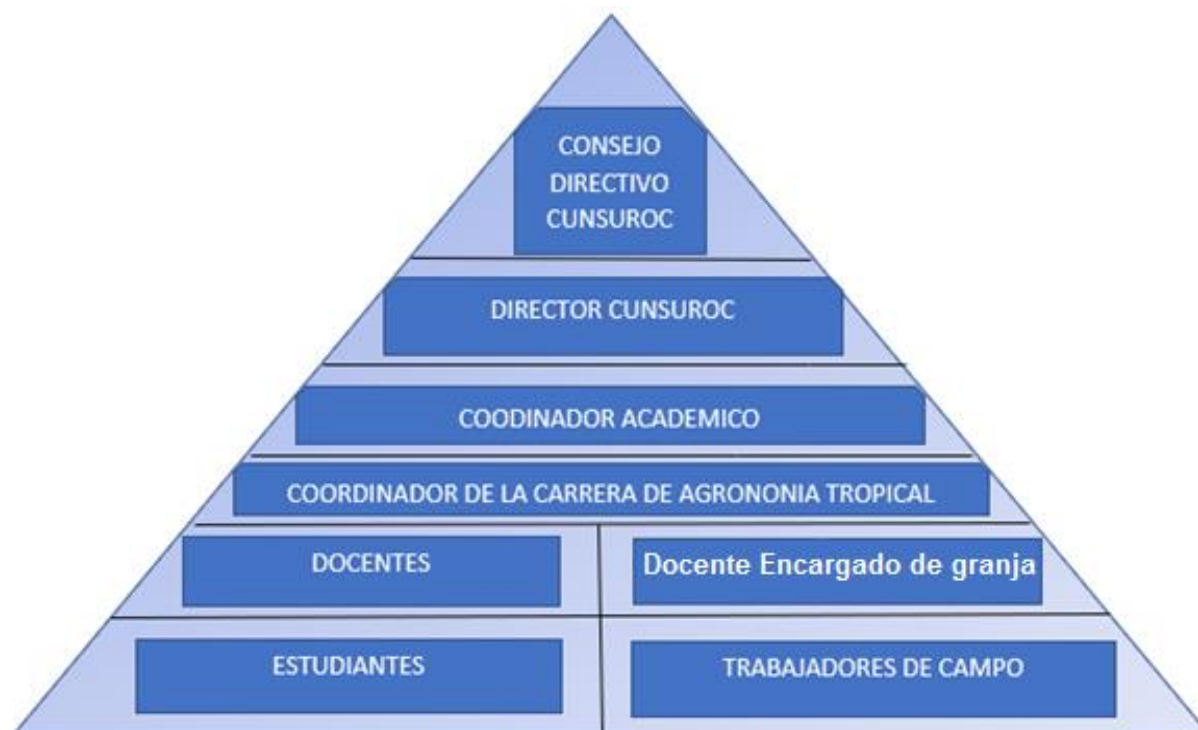 CONSEJO
DIRECTIVO
CUNSUROC
DIRECTOR CUNSUROC
COODINADOR ACADEMICO
COORDINADOR DE LA CARRERA DE AGRONONIA TROPICAL
DOCENTES
Docente Encargado de granja
ESTUDIANTES
TRABAJADORES DE CAMPO